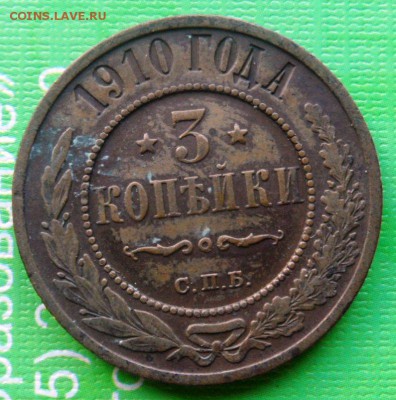 COINS.LAVE.RU
1910 ГОДА
3
КОПѢЙКИ
С.П.Б.